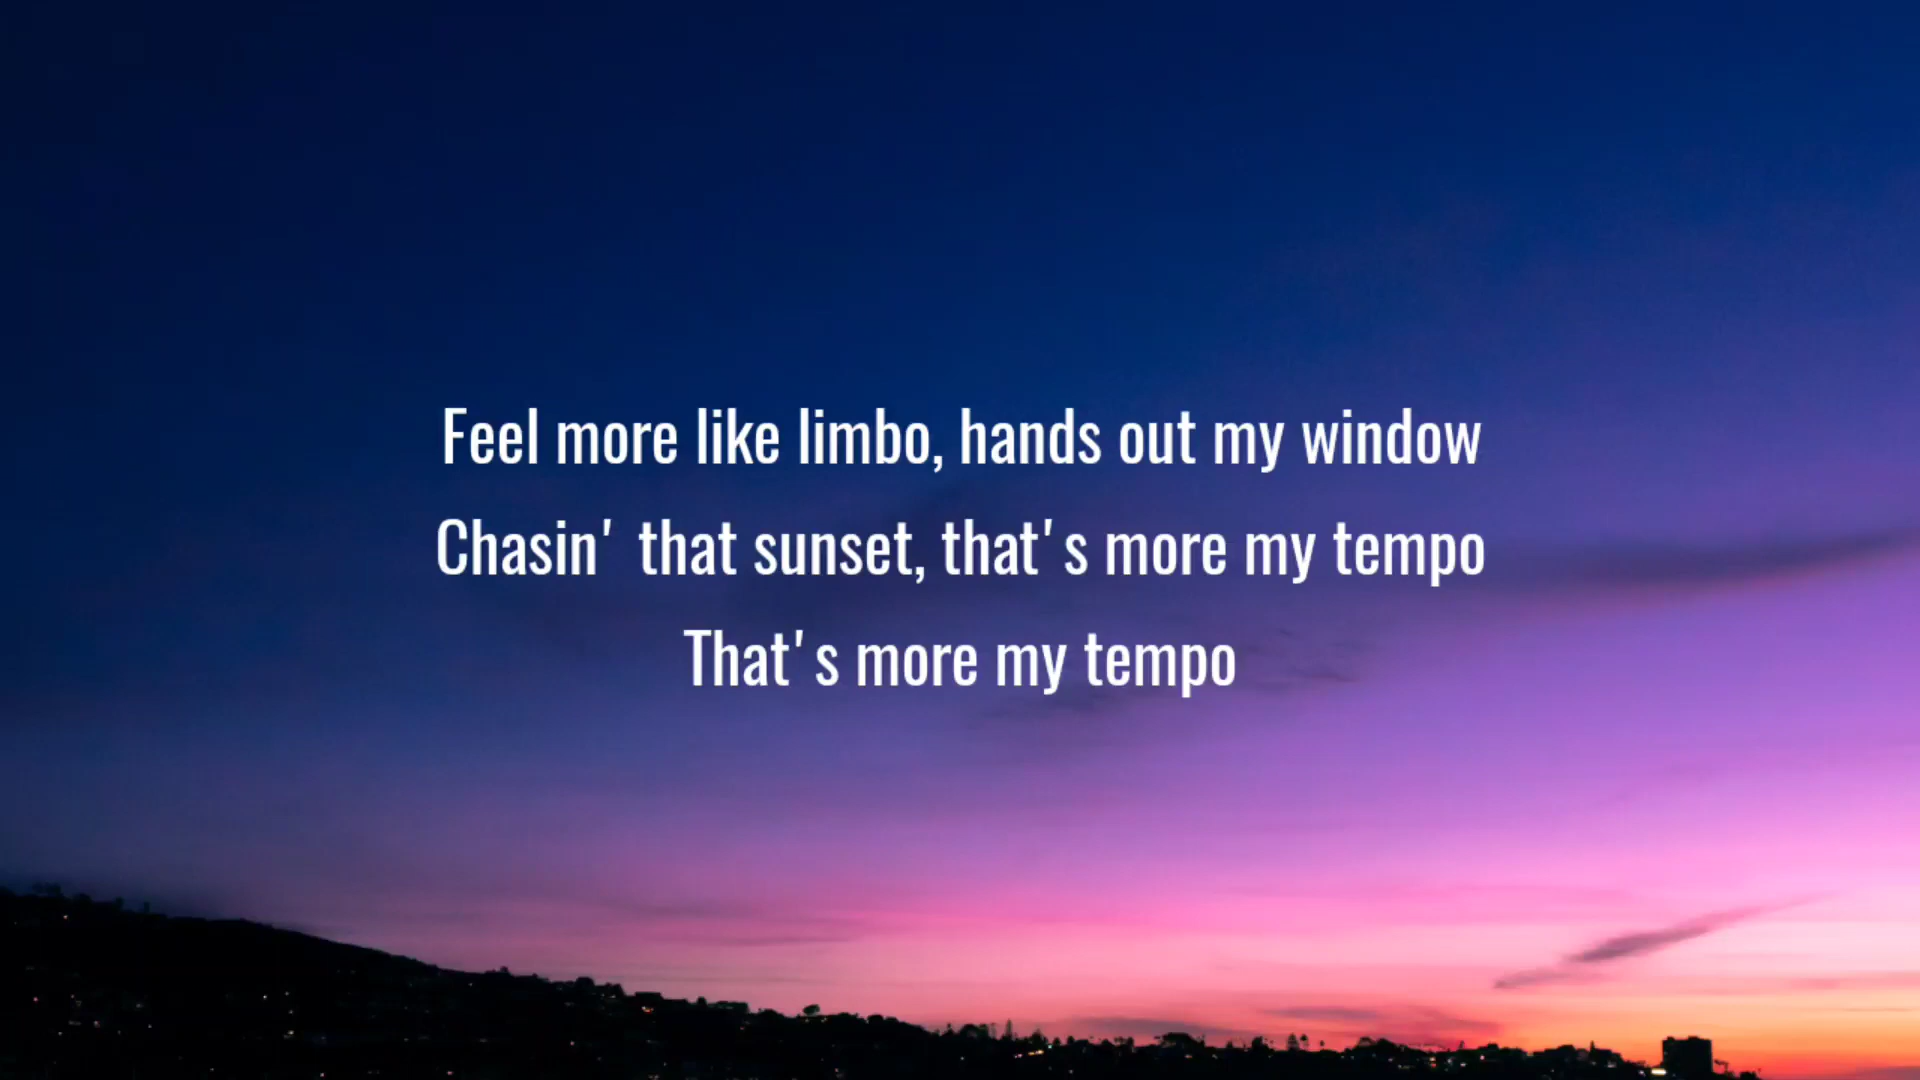 Feel more like limbo, hands out my window
Chasin' that sunset, that's more my tempo
That's more my tempo